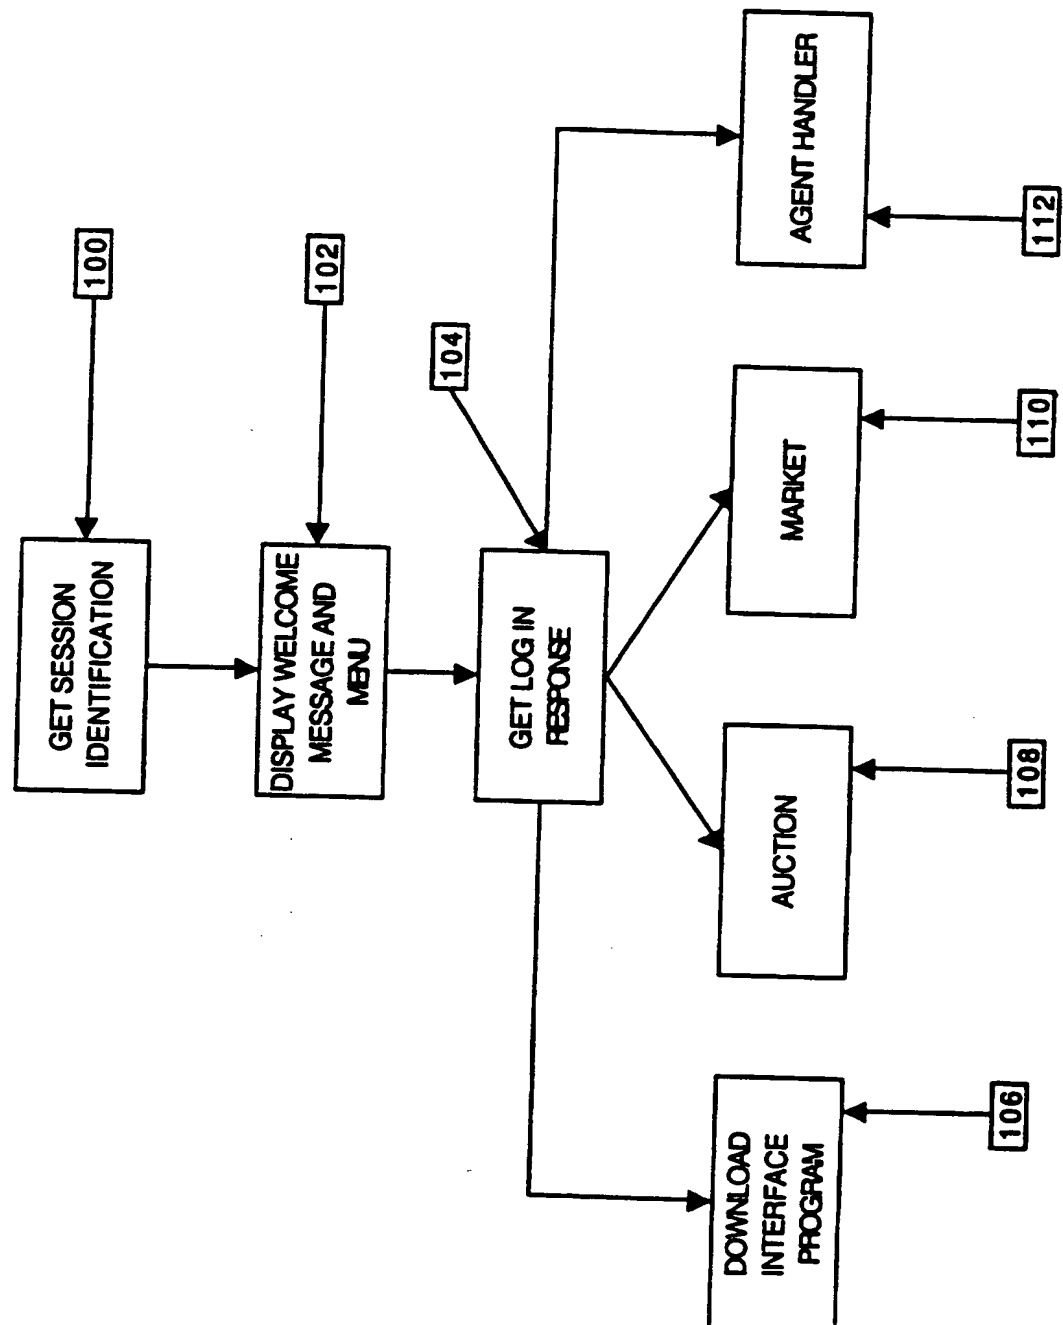 100
GET SESSION
IDENTIFICATION
102
DISPLAY WELCOME
MESSAGE AND
MENU
104
GET LOG IN
RESPONSE
DOWNLOAD
INTERFACE
PROGRAM
106
AUCTION
108
MARKET
110
AGENT HANDLER
112